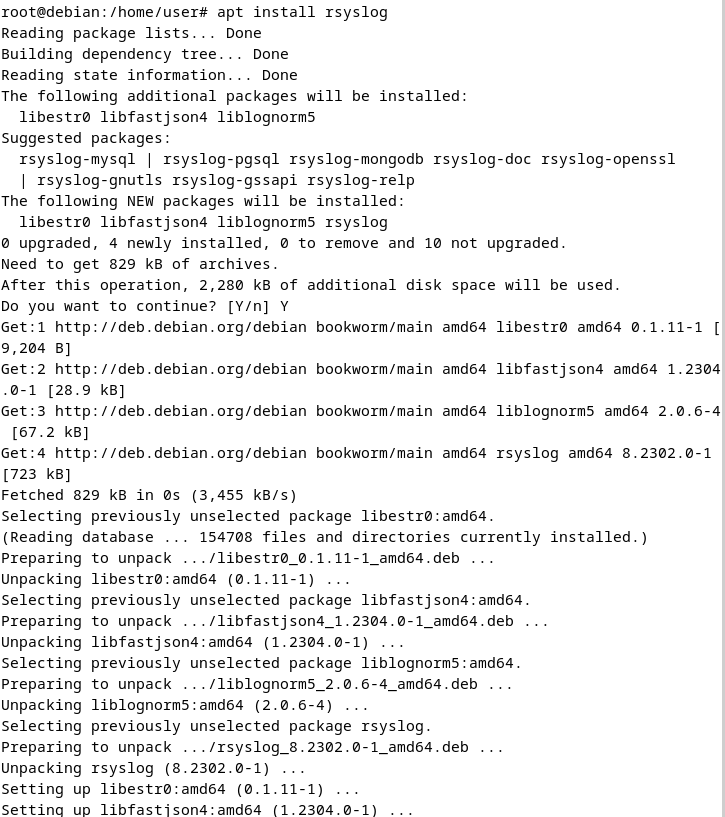 root@debian:/home/user# apt install rsyslog
Reading package lists... Done
Building dependency tree... Done
Reading state information... Done
The following additional packages will be installed:
  libestr0 libfastjson4 liblognorm5
Suggested packages:
  rsyslog-mysql | rsyslog-pgsql rsyslog-mongodb rsyslog-doc rsyslog-openssl
  | rsyslog-gnutls rsyslog-gssapi rsyslog-relp
The following NEW packages will be installed:
  libestr0 libfastjson4 liblognorm5 rsyslog
0 upgraded, 4 newly installed, 0 to remove and 10 not upgraded.
Need to get 829 kB of archives.
After this operation, 2,280 kB of additional disk space will be used.
Do you want to continue? [Y/n] Y
Get:1 http://deb.debian.org/debian bookworm/main amd64 libestr0 amd64 0.1.11-1 [
9,204 B]
Get:2 http://deb.debian.org/debian bookworm/main amd64 libfastjson4 amd64 1.2304
.0-1 [28.9 kB]
Get:3 http://deb.debian.org/debian bookworm/main amd64 liblognorm5 amd64 2.0.6-4
 [67.2 kB]
Get:4 http://deb.debian.org/debian bookworm/main amd64 rsyslog amd64 8.2302.0-1
[723 kB]
Fetched 829 kB in 0s (3,455 kB/s)
Selecting previously unselected package libestr0:amd64.
(Reading database ... 154708 files and directories currently installed.)
Preparing to unpack .../libestr0_0.1.11-1_amd64.deb ...
Unpacking libestr0:amd64 (0.1.11-1) ...
Selecting previously unselected package libfastjson4:amd64.
Preparing to unpack .../libfastjson4_1.2304.0-1_amd64.deb ...
Unpacking libfastjson4:amd64 (1.2304.0-1) ...
Selecting previously unselected package liblognorm5:amd64.
Preparing to unpack .../liblognorm5_2.0.6-4_amd64.deb ...
Unpacking liblognorm5:amd64 (2.0.6-4) ...
Selecting previously unselected package rsyslog.
Preparing to unpack .../rsyslog_8.2302.0-1_amd64.deb ...
Unpacking rsyslog (8.2302.0-1) ...
Setting up libestr0:amd64 (0.1.11-1) ...
Setting up libfastjson4:amd64 (1.2304.0-1) ...